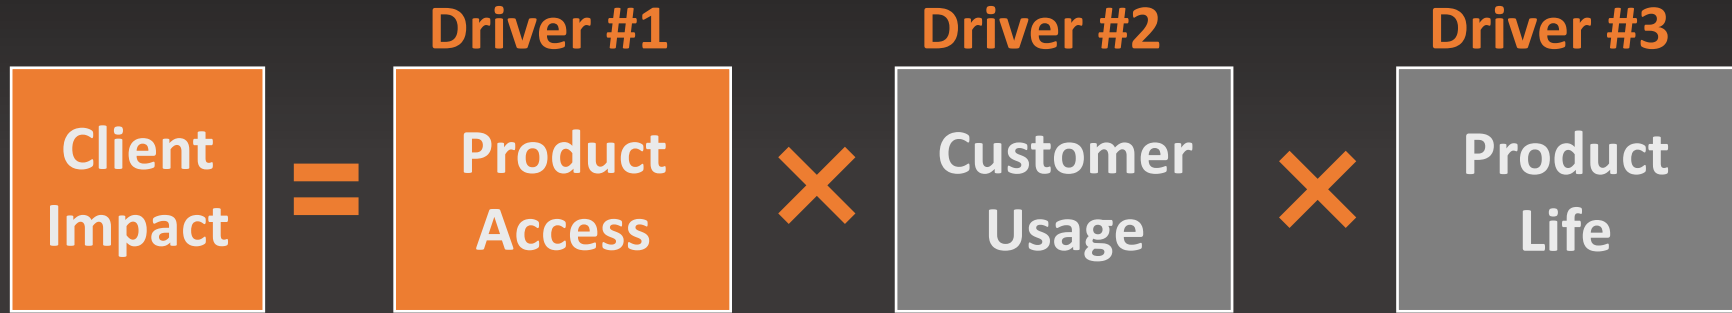 Driver #1
Driver #2
Driver #3
Client
Impact
=
Product
Access
×
Customer
Usage
×
Product
Life